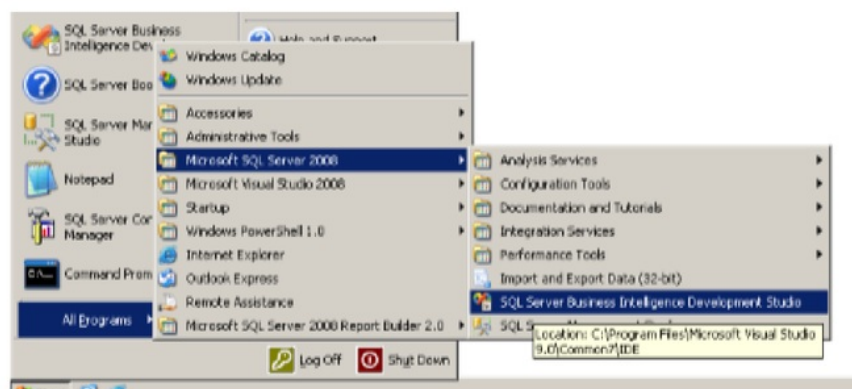 SQL Server Business
Intelligence Dev
SQL Server Boo
SQL Server Mar
Studio
Notepad
SQL Server Cor
Manager
Command Prom
All Programs
Help and Support
Windows Catalog
Windows Update
Accessories
Administrative Tools
Microsoft SQL Server 2008
Microsoft Visual Studio 2008
Startup
Windows PowerShell 1.0
Internet Explorer
Outlook Express
Remote Assistance
Microsoft SQL Server 2008 Report Builder 2.0
Analysis Services
Configuration Tools
Documentation and Tutorials
Integration Services
Performance Tools
Import and Export Data (32-bit)
SQL Server Business Intelligence Development Studio
SQL S
Location: C:\Program Files\Microsoft Visual Studio
9.0\Common7\IDE
Log Off
Shut Down